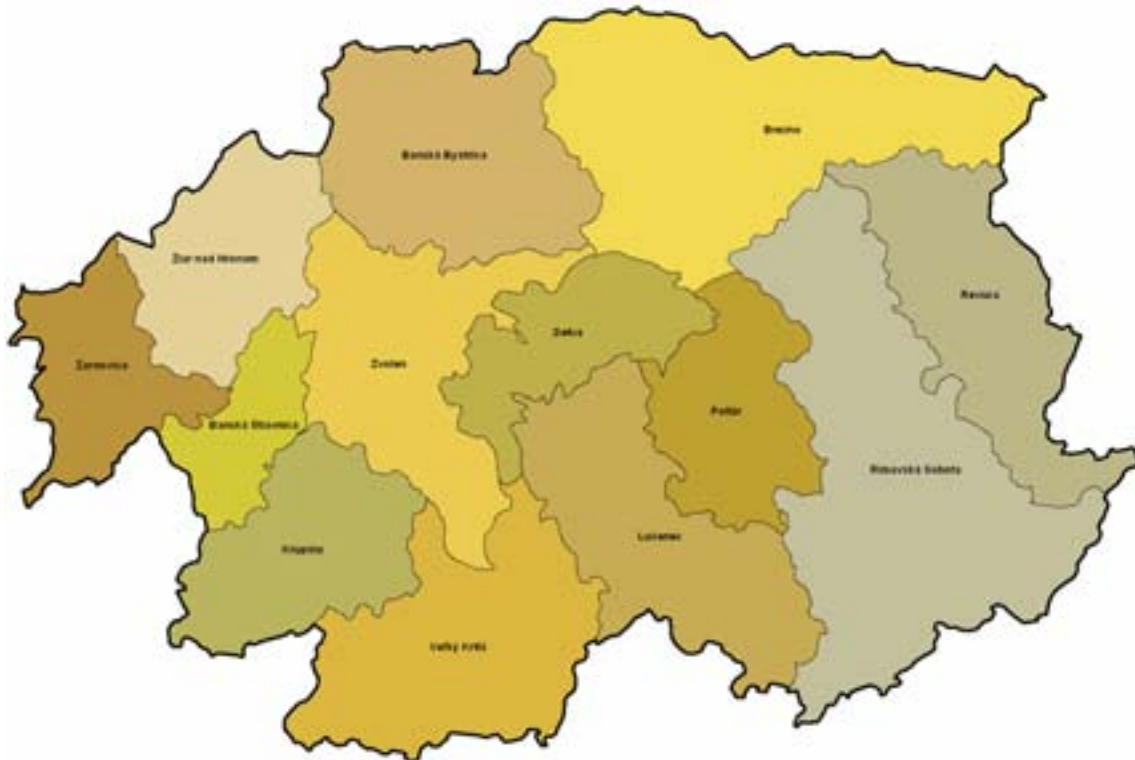 Brezno
Banská Bystrica
Žiar nad Hronom
Revúca
Detva
Žarnovica
Zvolen
Poltár
Banská Štiavnica
Rimavská Sobota
Lučenec
Krupina
Veľký Krtíš